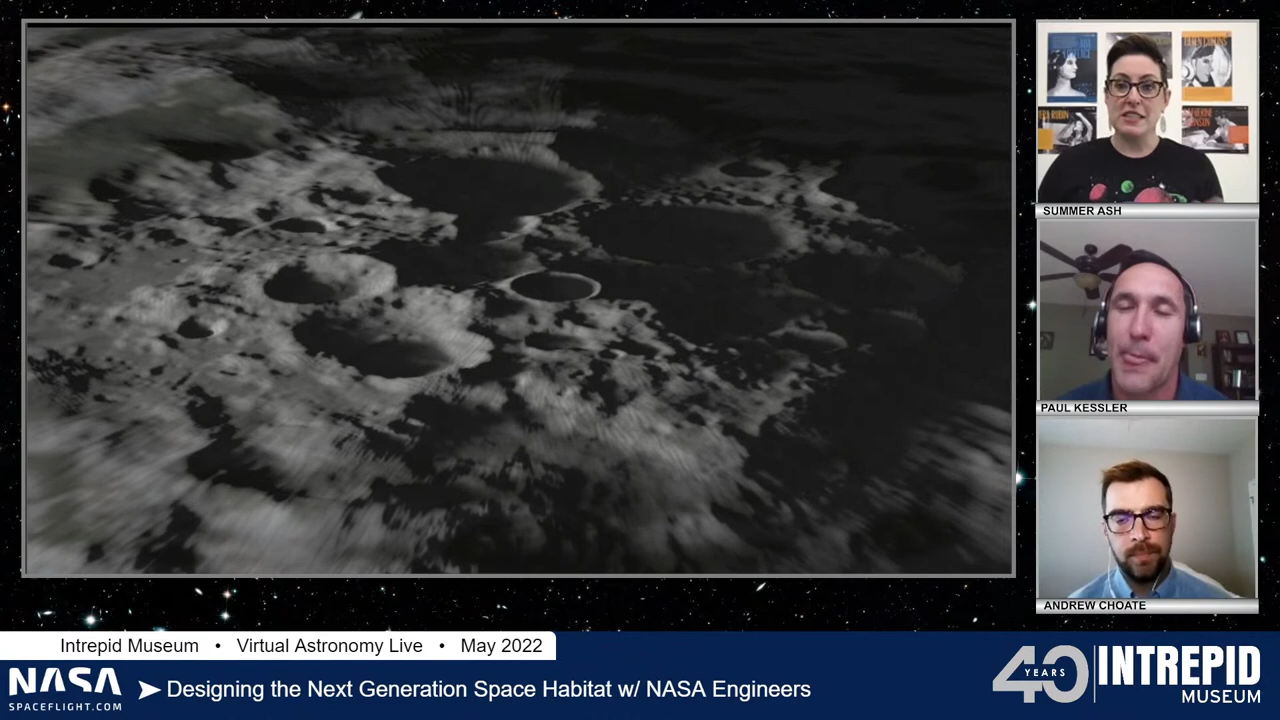 SUMMER ASH
PAUL KESSLER
ANDREW CHOATE
Intrepid Museum • Virtual Astronomy Live • May 2022
NASA
SPACEFLIGHT.COM
➤ Designing the Next Generation Space Habitat w/ NASA Engineers
40
YEARS
INTREPID
MUSEUM